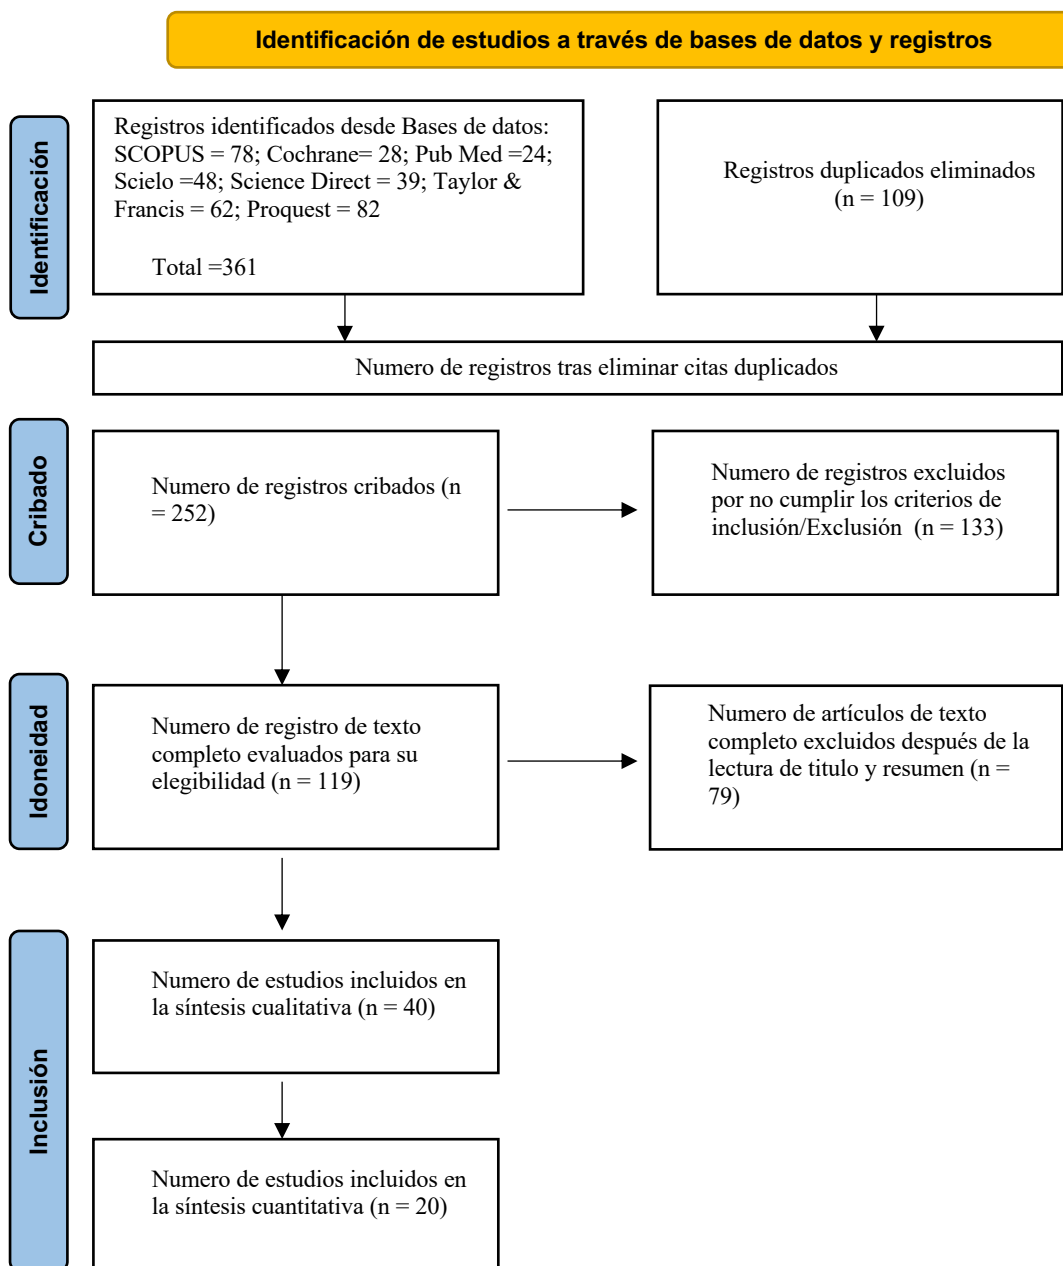 Identificación de estudios a través de bases de datos y registros
Identificación
Registros identificados desde Bases de datos:
SCOPUS = 78; Cochrane= 28; Pub Med =24;
Scielo =48; Science Direct = 39; Taylor &
Francis = 62; Proquest = 82
Total =361
Registros duplicados eliminados
(n = 109)
Numero de registros tras eliminar citas duplicados
Cribado
Numero de registros cribados (n
= 252)
Numero de registros excluidos
por no cumplir los criterios de
inclusión/Exclusión (n = 133)
Idoneidad
Numero de registro de texto
completo evaluados para su
elegibilidad (n = 119)
Numero de artículos de texto
completo excluidos después de la
lectura de titulo y resumen (n =
79)
Inclusión
Numero de estudios incluidos en
la síntesis cualitativa (n = 40)
Numero de estudios incluidos en
la síntesis cuantitativa (n = 20)